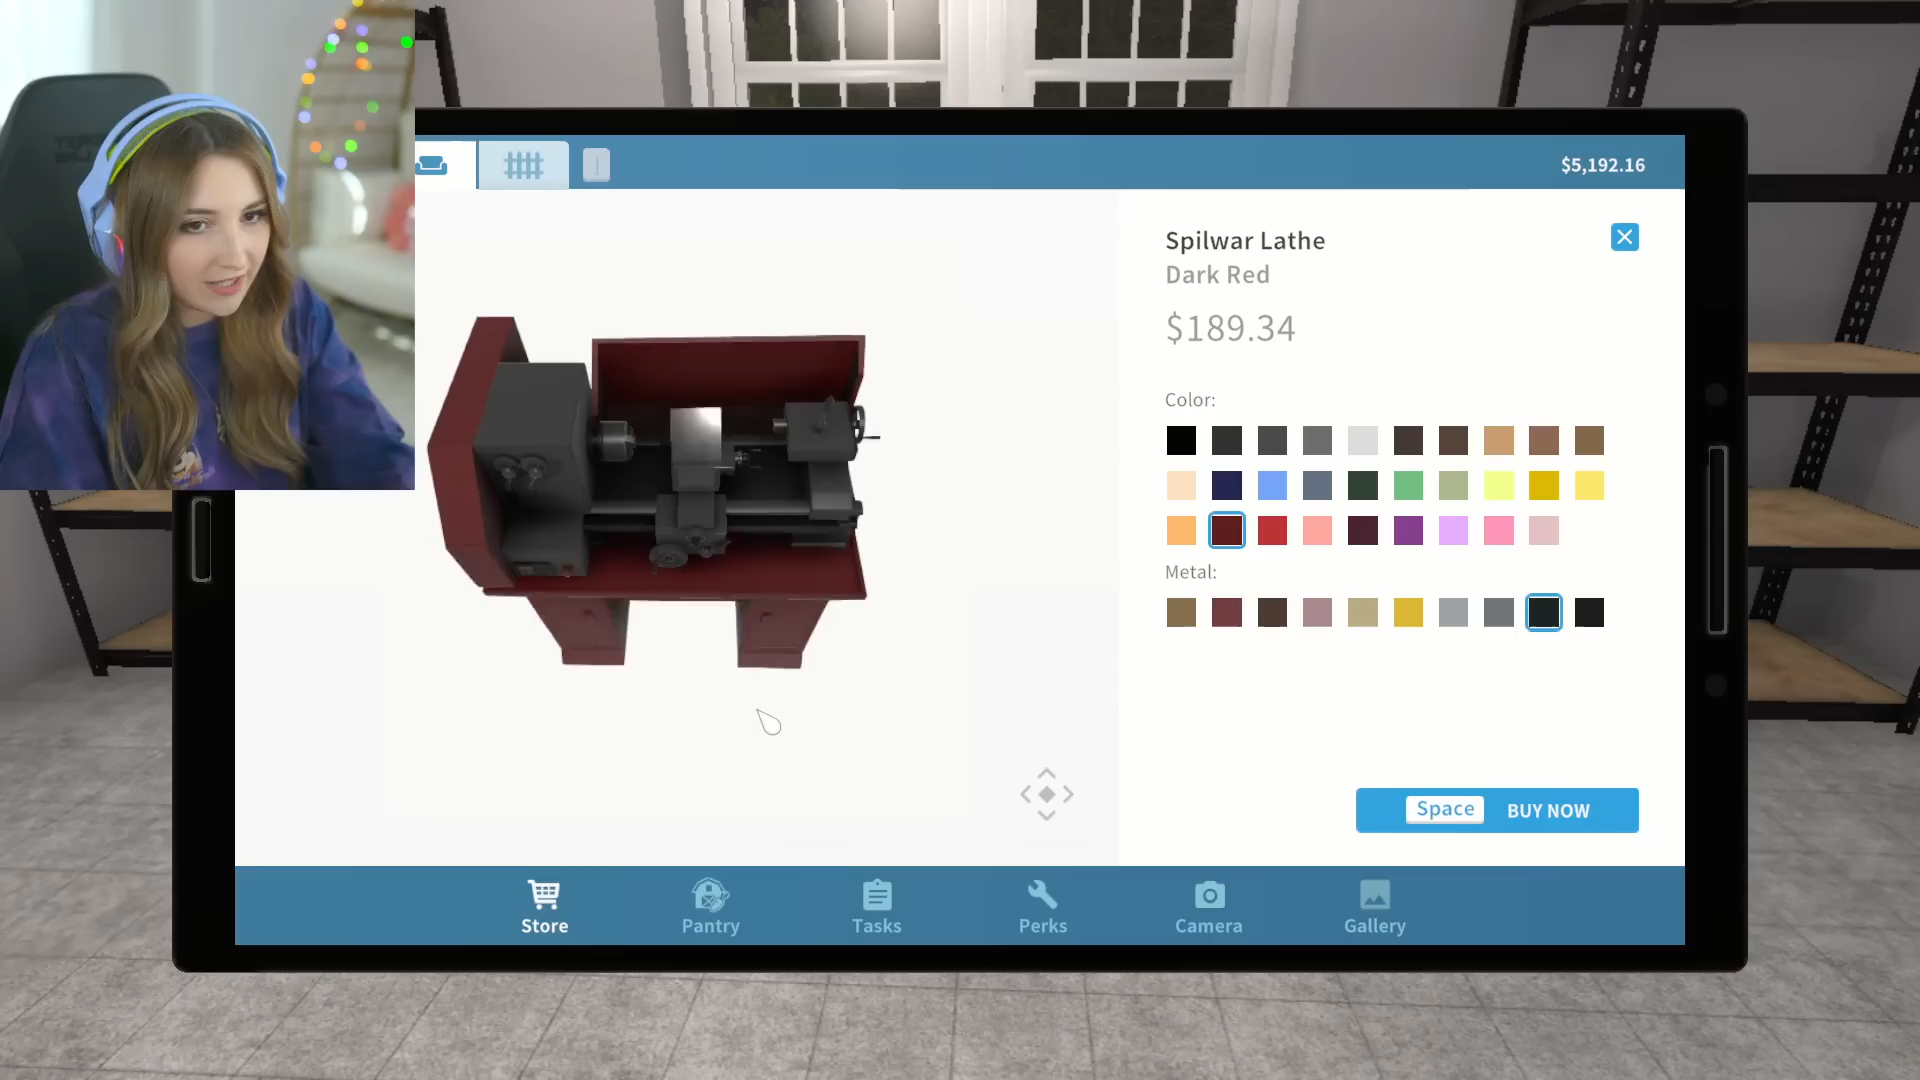 $5,192.16
Spilwar Lathe
Dark Red
$189.34
Color:
Metal:
Space BUY NOW
Store Pantry Tasks Perks Camera Gallery